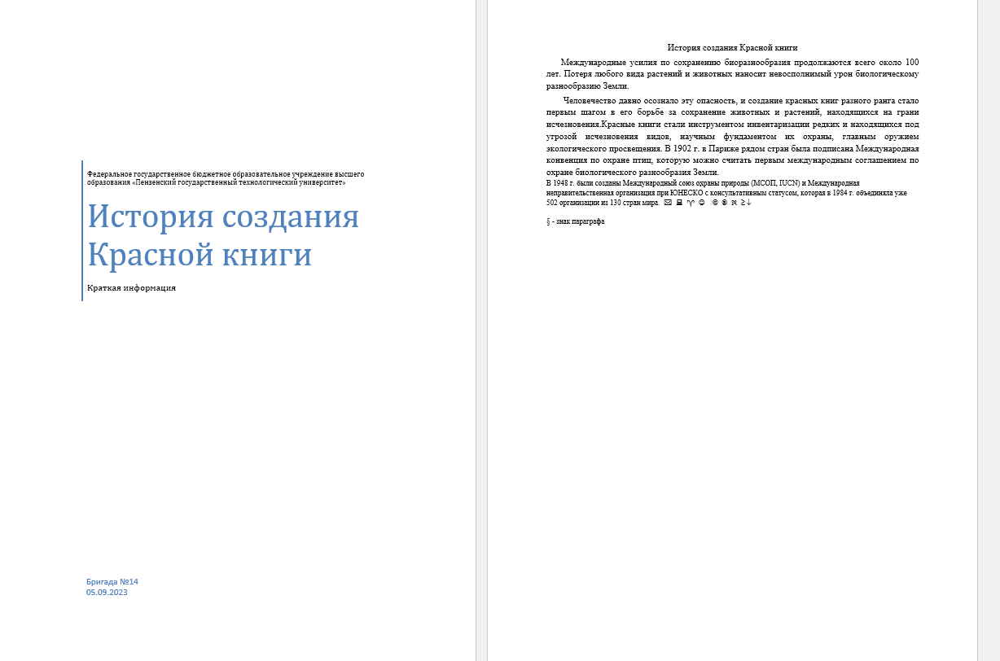 Федеральное государственное бюджетное образовательное учреждение высшего
образования «Пензенский государственный технологический университет»
История создания
Красной книги
Краткая информация
Бригада №14
05.09.2023
История создания Красной книги
Международные усилия по сохранению биоразнообразия продолжаются всего около 100
лет. Потеря любого вида растений и животных наносит невосполнимый урон биологическому
разнообразию Земли.
Человечество давно осознало эту опасность, и создание красных книг разного ранга стало
первым шагом в его борьбе за сохранение животных и растений, находящихся на грани
исчезновения.Красные книги стали инструментом инвентаризации редких и находящихся под
угрозой исчезновения видов, научным фундаментом их охраны, главным оружием
экологического просвещения. В 1902 г. в Париже рядом стран была подписана Международная
конвенция по охране птиц, которую можно считать первым международным соглашением по
охране биологического разнообразия Земли.
В 1948 г. были созданы Международный союз охраны природы (МСОП, IUCN) и Международная
неправительственная организация при ЮНЕСКО с консультативным статусом, которая в 1984 г. объединяла уже
502 организации из 130 стран мира. 🖂 💻 ♈ ☺ © ≥↓
§ - знак параграфа